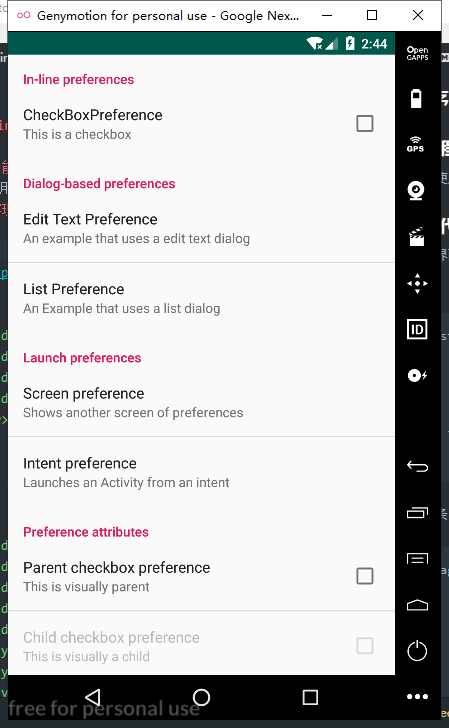 Genymotion for personal use - Google Nex...
2:44
Open
GAPPS
In-line preferences
CheckBoxPreference
This is a checkbox
GPS
Dialog-based preferences
Edit Text Preference
An example that uses a edit text dialog
List Preference
An Example that uses a list dialog
ID
Launch preferences
Screen preference
Shows another screen of preferences
Intent preference
Launches an Activity from an intent
Preference attributes
Parent checkbox preference
This is visually parent
Child checkbox preference
This is visually a child
free for personal use